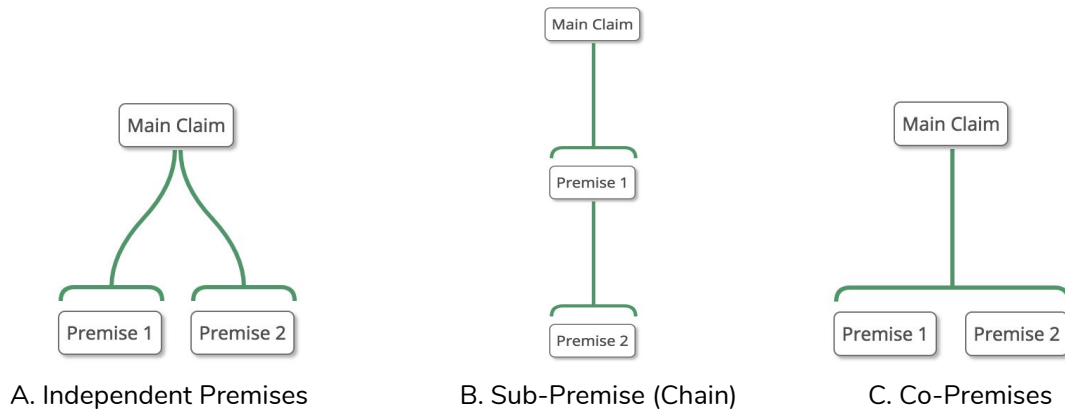 Main Claim
Premise 1
Premise 2
A. Independent Premises
Main Claim
Premise 1
Premise 2
B. Sub-Premise (Chain)
Main Claim
Premise 1
Premise 2
C. Co-Premises